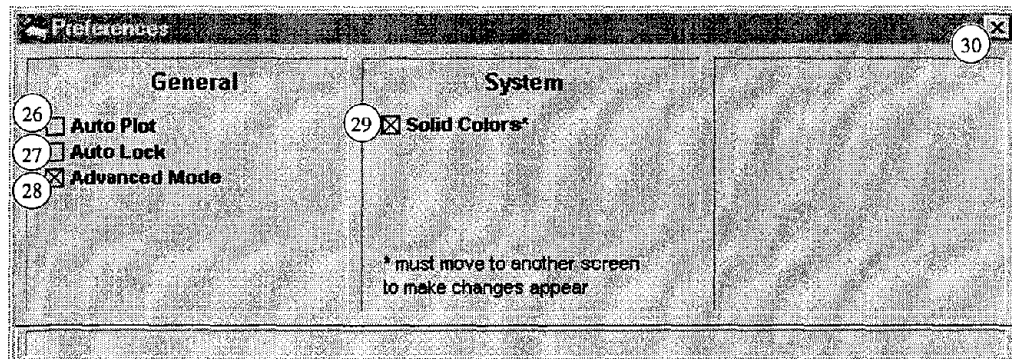 Preferences
30
General
System
26
Auto Plot
29
Solid Colors*
27
Auto Lock
28
Advanced Mode
* must move to another screen
to make changes appear